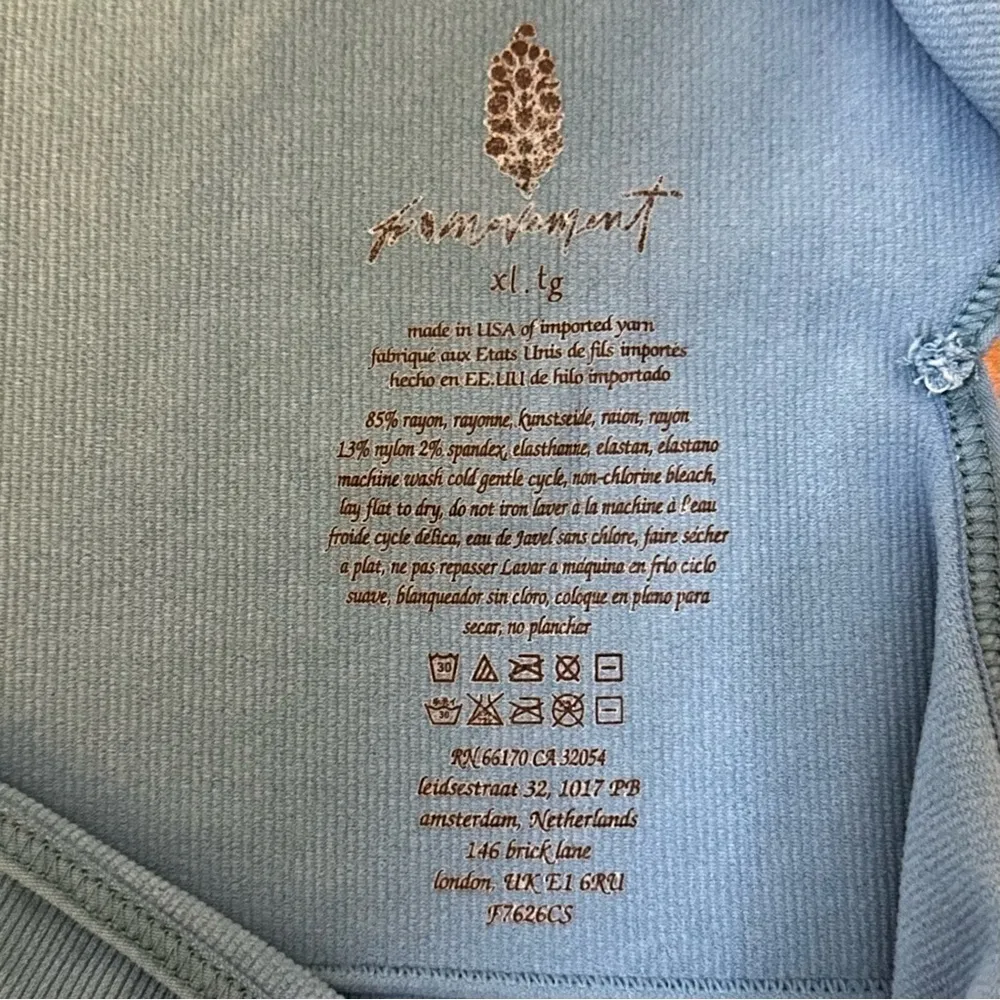 fpmovement
xl . tg
made in USA of imported yarn
fabriqué aux Etats Unis de fils importés
hecho en EE.UU de hilo importado
85% rayon, rayonne, kunstseide, raion, rayon
13% nylon 2% spandex, elasthanne, elastan, elastano
machine wash cold gentle cycle, non-chlorine bleach,
lay flat to dry, do not iron laver à la machine à l'eau
froide cycle délica, eau de Javel sans chlore, faire sécher
a plat, ne pas repasser Lavar a máquina en frío ciclo
suave, blanqueador sin cloro, coloque en plano para
secar, no planchar
30
30
RN 66170 CA 32054
leidsestraat 32, 1017 PB
amsterdam, Netherlands
146 brick lane
london, UK E1 6RU
F7626CS